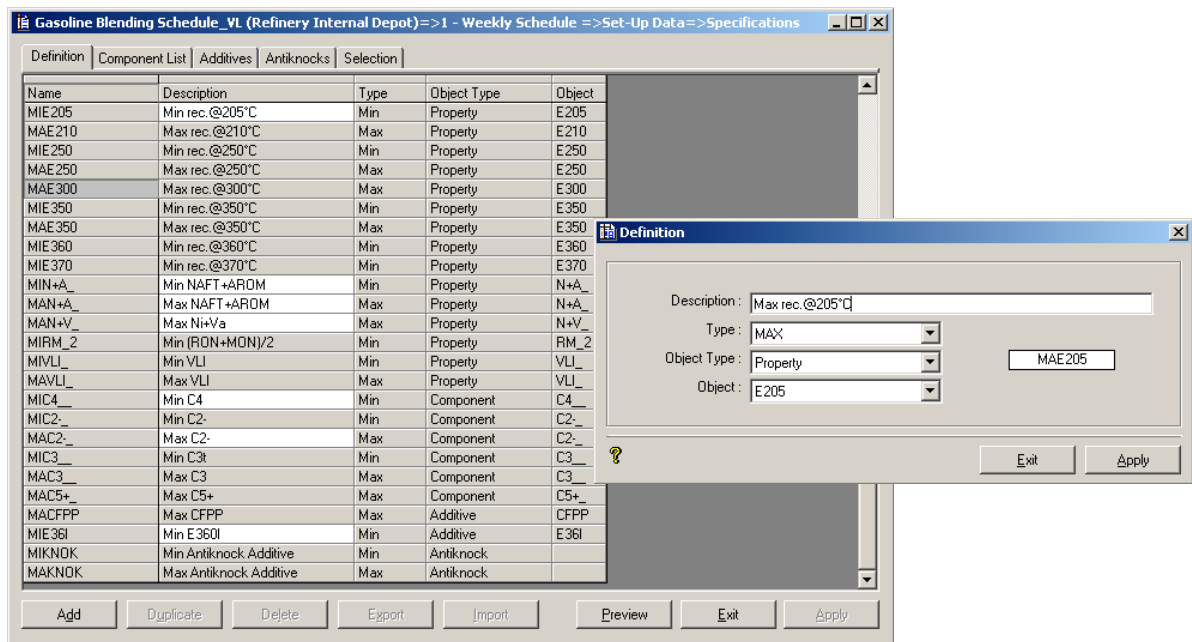 Gasoline Blending Schedule_VL (Refinery Internal Depot)=>1 - Weekly Schedule =>Set-Up Data=>Specifications
Definition Component List Additives Antiknocks Selection
Name Description Type Object Type Object
MIE205 Min rec.@205°C Min Property E205
MAE210 Max rec.@210°C Max Property E210
MIE250 Min rec.@250°C Min Property E250
MAE250 Max rec.@250°C Max Property E250
MAE300 Max rec.@300°C Max Property E300
MIE350 Min rec.@350°C Min Property E350
MAE350 Max rec.@350°C Max Property E350
MIE360 Min rec.@360°C Min Property E360
MIE370 Min rec.@370°C Min Property E370
MIN+A_ Min NAFT+AROM Min Property N+A_
MAN+A_ Max NAFT+AROM Max Property N+A_
MAN+V_ Max Ni+Va Max Property N+V_
MIRM_2 Min (RON+MON)/2 Min Property RM_2
MIVLI_ Min VLI Min Property VLI_
MAVLI_ Max VLI Max Property VLI_
MIC4__ Min C4 Min Component C4__
MIC2-_ Min C2- Min Component C2-_
MAC2-_ Max C2- Max Component C2-_
MIC3__ Min C3t Min Component C3__
MAC3__ Max C3 Max Component C3__
MAC5+_ Max C5+ Max Component C5+_
MACFPP Max CFPP Max Additive CFPP
MIE36I Min E360I Min Additive E36I
MIKNOK Min Antiknock Additive Min Antiknock
MAKNOK Max Antiknock Additive Max Antiknock
Add Duplicate Delete Export Import Preview Exit Apply
Definition
Description : Max rec.@205°C
Type : MAX
Object Type : Property
MAE205
Object : E205
?
Exit Apply